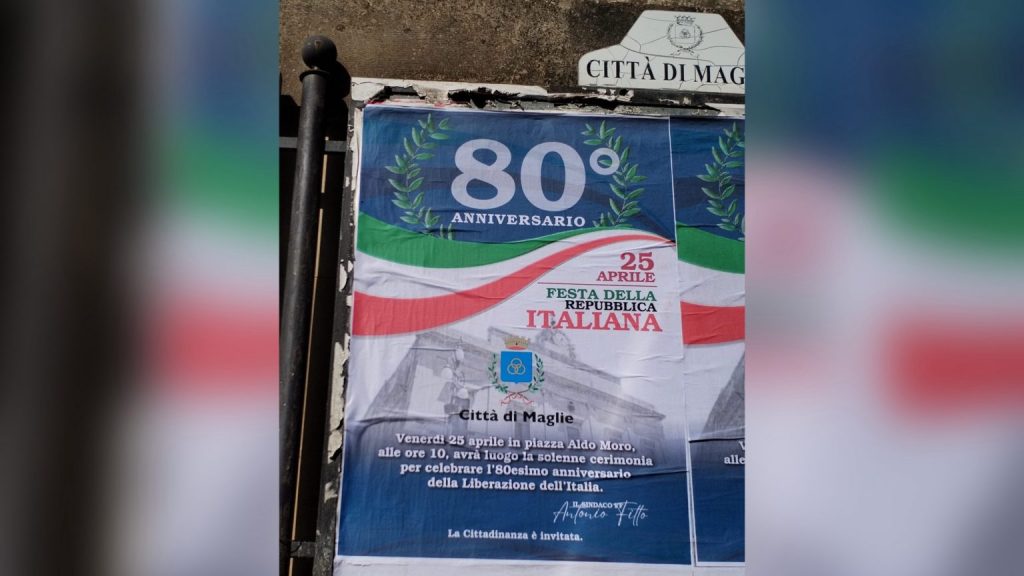 CITTÀ DI MAG
80°
ANNIVERSARIO
25
APRILE
FESTA DELLA
REPUBBLICA
ITALIANA
Città di Maglie
Venerdì 25 aprile in piazza Aldo Moro,
alle ore 10, avrà luogo la solenne cerimonia
per celebrare l'80esimo anniversario
della Liberazione dell'Italia.
IL SINDACO
Antonio Fitto
La Cittadinanza è invitata.
alle